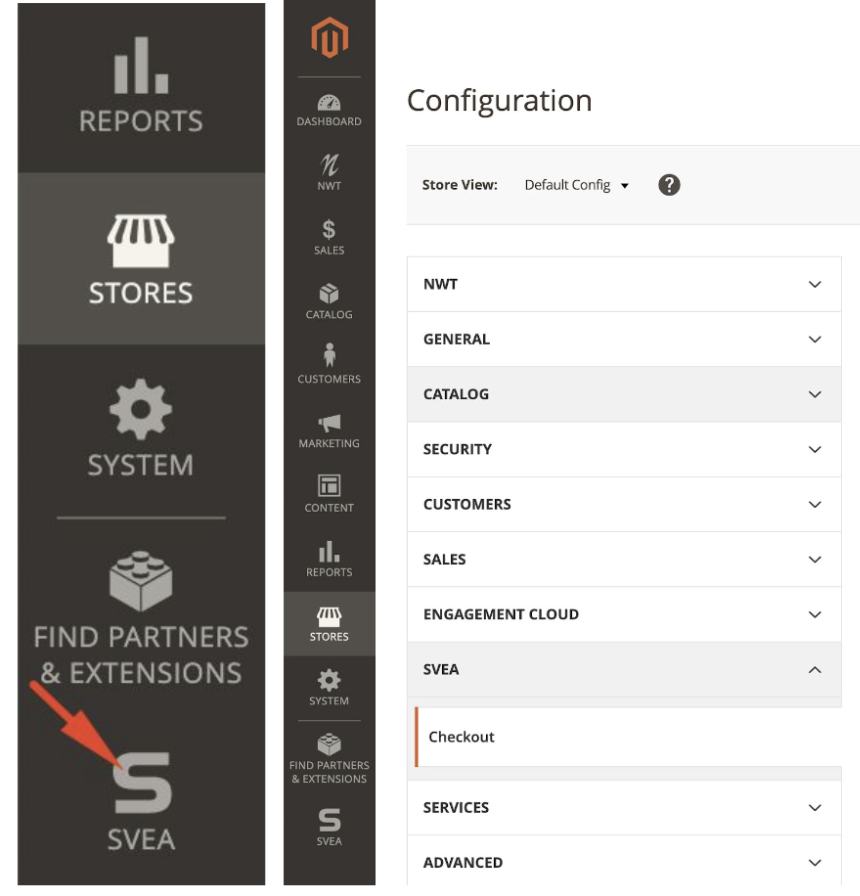 REPORTS
STORES
SYSTEM
FIND PARTNERS
& EXTENSIONS
SVEA
DASHBOARD
NWT
SALES
CATALOG
CUSTOMERS
MARKETING
CONTENT
REPORTS
STORES
SYSTEM
FIND PARTNERS
& EXTENSIONS
SVEA
Configuration
Store View: Default Config ?
NWT
GENERAL
CATALOG
SECURITY
CUSTOMERS
SALES
ENGAGEMENT CLOUD
SVEA
Checkout
SERVICES
ADVANCED